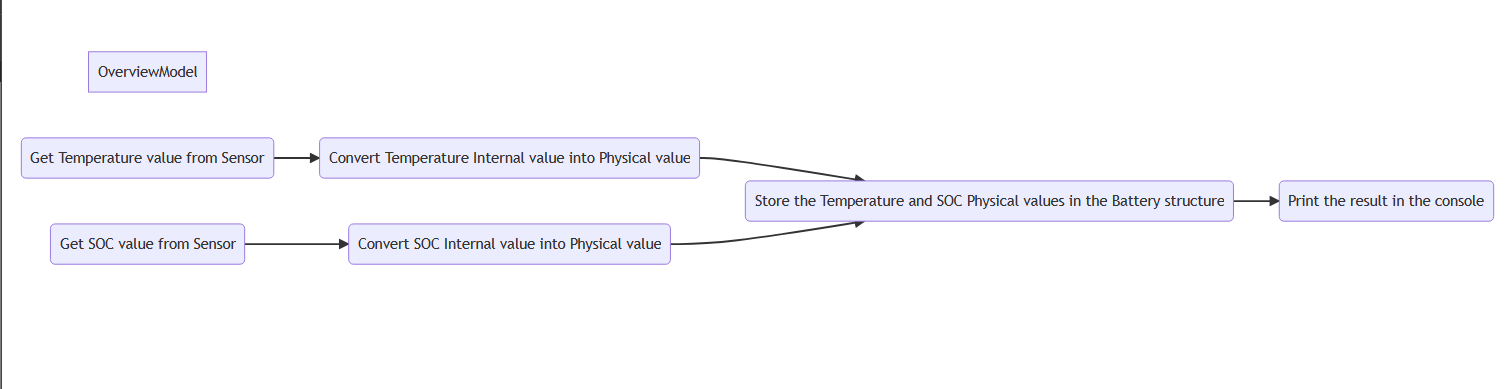 OverviewModel
Get Temperature value from Sensor
Convert Temperature Internal value into Physical value
Store the Temperature and SOC Physical values in the Battery structure
Print the result in the console
Get SOC value from Sensor
Convert SOC Internal value into Physical value